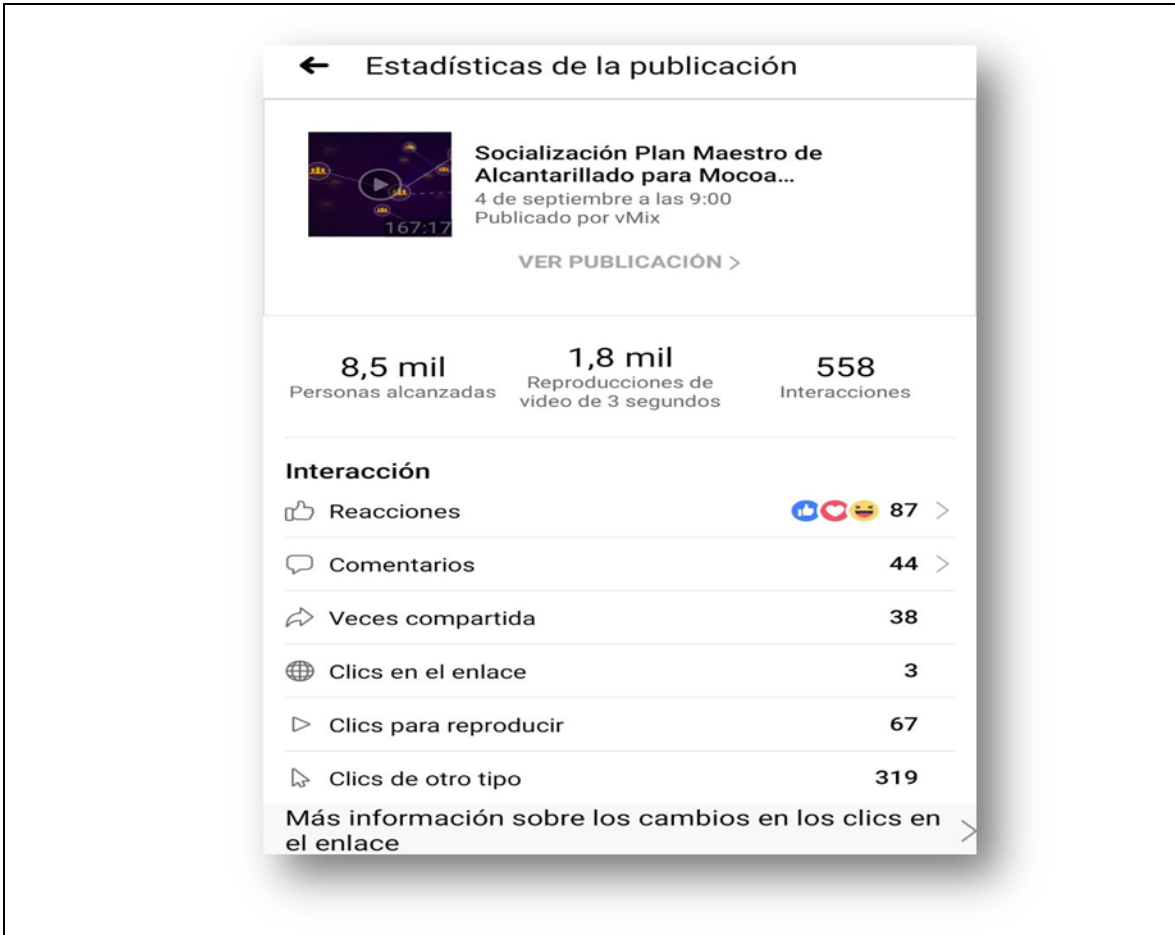 Estadísticas de la publicación
Socialización Plan Maestro de
Alcantarillado para Mocoa...
4 de septiembre a las 9:00
Publicado por vMix
167:17
VER PUBLICACIÓN >
8,5 mil
Personas alcanzadas
1,8 mil
Reproducciones de
video de 3 segundos
558
Interacciones
Interacción
Reacciones 87
Comentarios 44
Veces compartida 38
Clics en el enlace 3
Clics para reproducir 67
Clics de otro tipo 319
Más información sobre los cambios en los clics en
el enlace